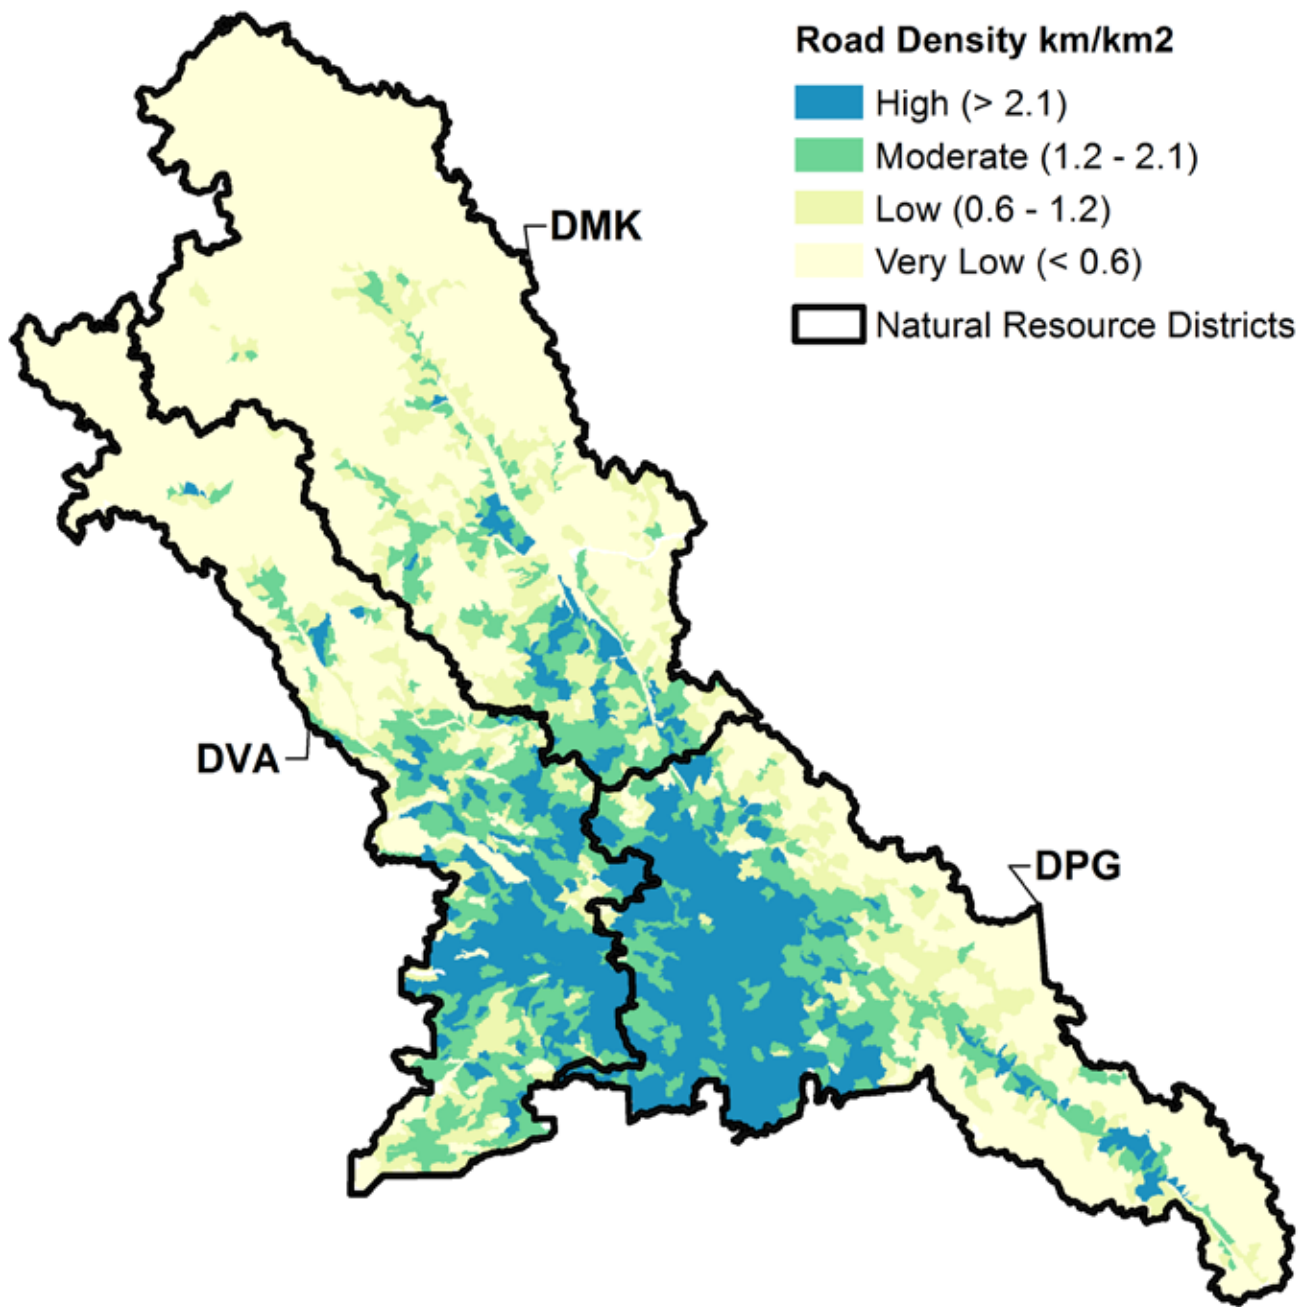 Road Density km/km2
High (> 2.1)
Moderate (1.2 - 2.1)
Low (0.6 - 1.2)
Very Low (< 0.6)
Natural Resource Districts
DMK
DVA
DPG